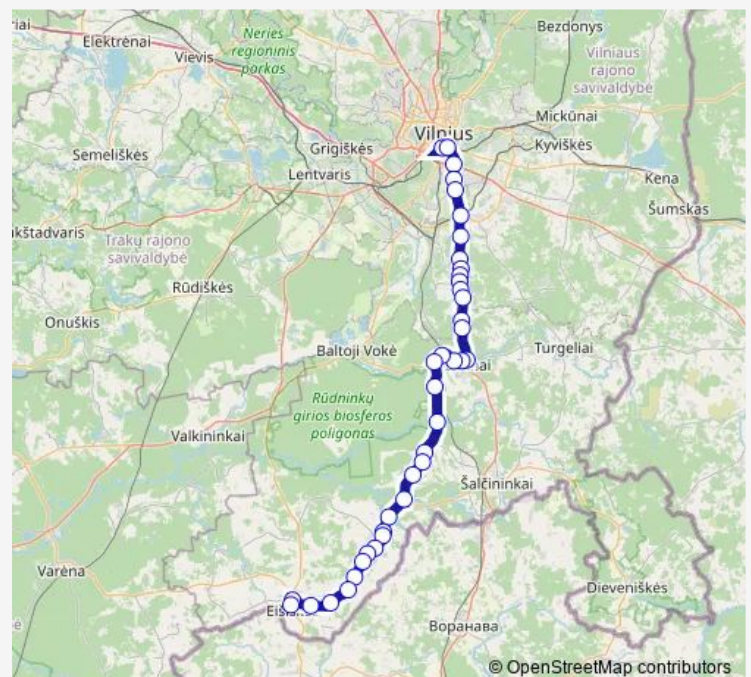 Bezdonys
Elektrėnai
Neries
regioninis
parkas
Vievis
Vilniaus
rajono
savivaldybė
Mickūnai
Vilnius
Grigiškės
Kyviškės
Semeliškės
Lentvaris
Kena
Šumskas
Trakų rajono
savivaldybė
Rūdiškės
Onuškis
Baltoji Vokė
Turgeliai
Rūdninkų
girios biosferos
poligonas
Valkininkai
Šalčininkai
Varėna
Dieveniškės
Воранава
© OpenStreetMap contributors